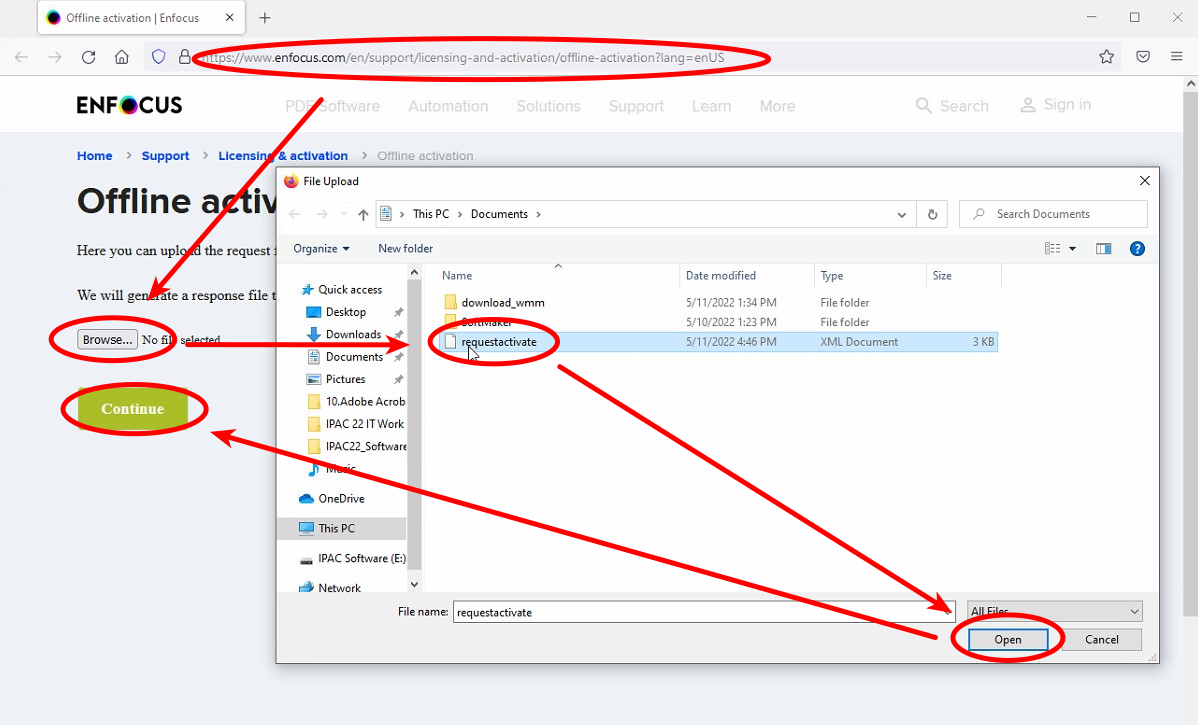 Offline activation | Enfocus
https://www.enfocus.com/en/support/licensing-and-activation/offline-activation?lang=enUS
ENFOCUS
PDF Software Automation Solutions Support Learn More Search Sign in
Home > Support > Licensing & activation > Offline activation
Offline activ
Here you can upload the request f
We will generate a response file t
Browse... No file selected.
Continue
File Upload
This PC > Documents >
Search Documents
Organize New folder
Name Date modified Type Size
download_wmm 5/11/2022 1:34 PM File folder
SoftMaker 5/10/2022 1:23 PM File folder
requestactivate 5/11/2022 4:46 PM XML Document 3 KB
Quick access
Desktop
Downloads
Documents
Pictures
10.Adobe Acrob
IPAC 22 IT Work
IPAC22_Software
Music
OneDrive
This PC
IPAC Software (E:)
Network
File name: requestactivate All Files
Open Cancel